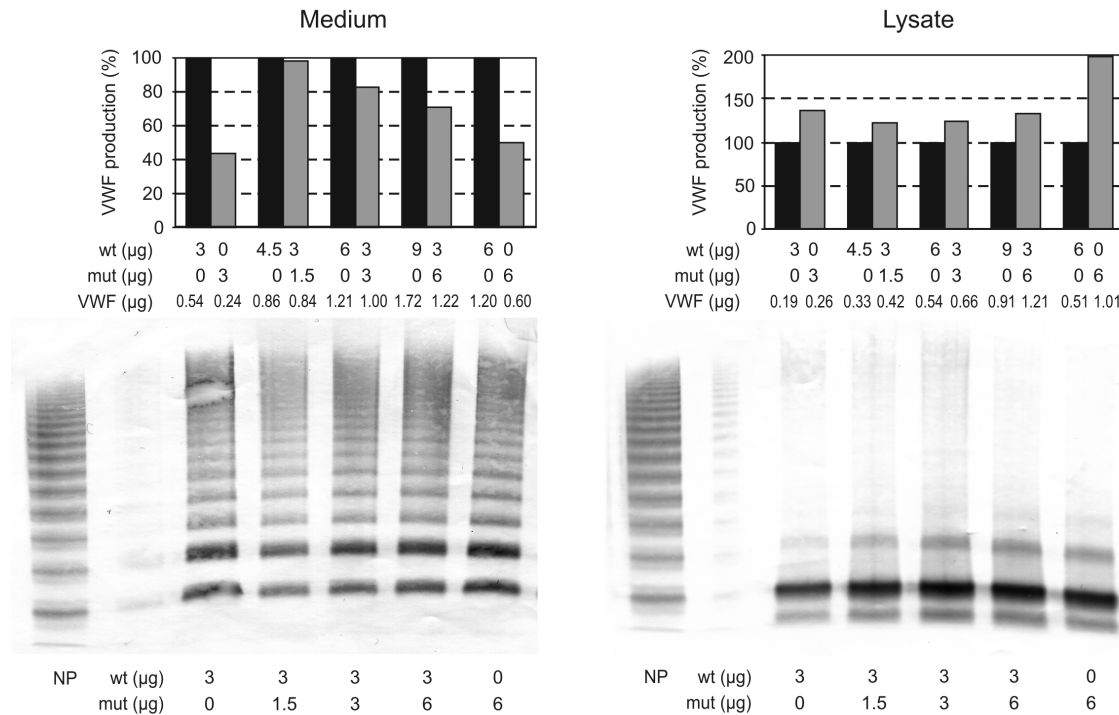 Medium
VWF production (%)
100
80
60
40
20
0
wt (µg) 3 0 4.5 3 6 3 9 3 6 0
mut (µg) 0 3 0 1.5 0 3 0 6 0 6
VWF (µg) 0.54 0.24 0.86 0.84 1.21 1.00 1.72 1.22 1.20 0.60
NP wt (µg) 3 3 3 3 0
mut (µg) 0 1.5 3 6 6
Lysate
VWF production (%)
200
150
100
50
0
wt (µg) 3 0 4.5 3 6 3 9 3 6 0
mut (µg) 0 3 0 1.5 0 3 0 6 0 6
VWF (µg) 0.19 0.26 0.33 0.42 0.54 0.66 0.91 1.21 0.51 1.01
NP wt (µg) 3 3 3 3 0
mut (µg) 0 1.5 3 6 6